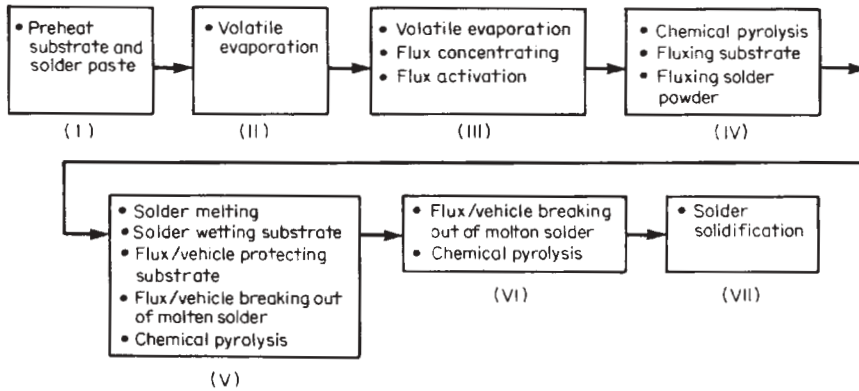 • Preheat
substrate and
solder paste
(I)
• Volatile
evaporation
(II)
• Volatile evaporation
• Flux concentrating
• Flux activation
(III)
• Chemical pyrolysis
• Fluxing substrate
• Fluxing solder
powder
(IV)
• Solder melting
• Solder wetting substrate
• Flux/vehicle protecting
substrate
• Flux/vehicle breaking out
of molten solder
• Chemical pyrolysis
(V)
• Flux/vehicle breaking
out of molton solder
• Chemical pyrolysis
(VI)
• Solder
solidification
(VII)